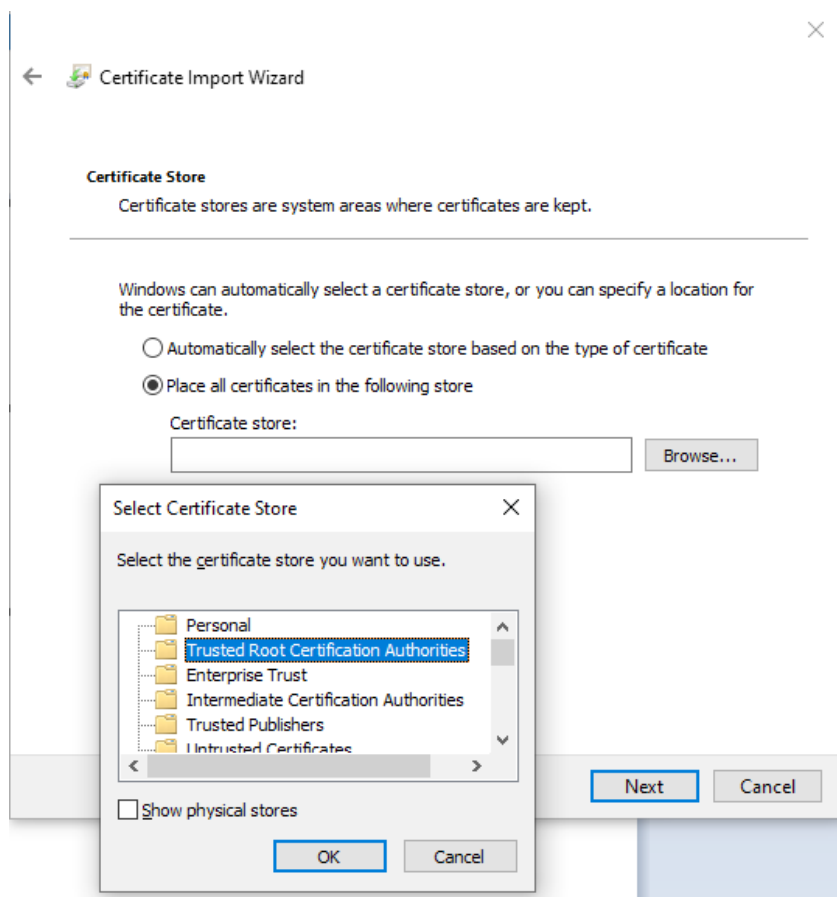 Certificate Import Wizard
Certificate Store
Certificate stores are system areas where certificates are kept.
Windows can automatically select a certificate store, or you can specify a location for
the certificate.
Automatically select the certificate store based on the type of certificate
Place all certificates in the following store
Certificate store:
Browse...
Select Certificate Store
Select the certificate store you want to use.
Personal
Trusted Root Certification Authorities
Enterprise Trust
Intermediate Certification Authorities
Trusted Publishers
Untrusted Certificates
Show physical stores
OK
Cancel
Next
Cancel